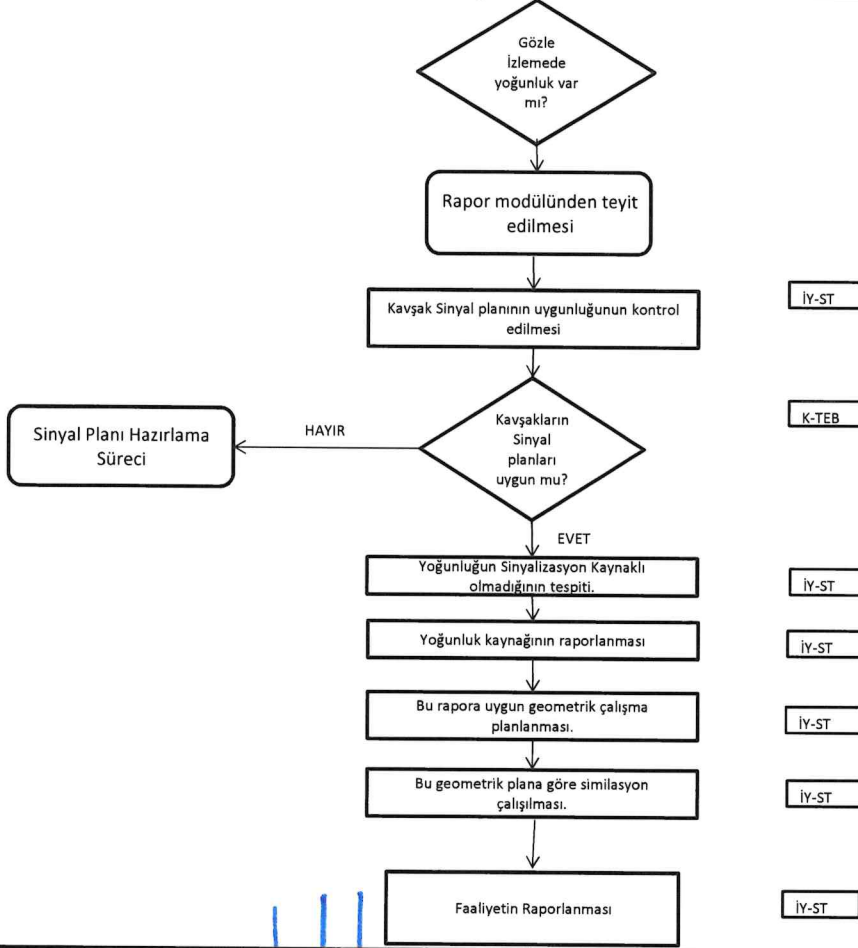 Gözle
İzlemede
yoğunluk var
mı?
Rapor modülünden teyit
edilmesi
Kavşak Sinyal planının uygunluğunun kontrol
edilmesi
İY-ST
Kavşakların
Sinyal
planları
uygun mu?
K-TEB
HAYIR
Sinyal Planı Hazırlama
Süreci
EVET
Yoğunluğun Sinyalizasyon Kaynaklı
olmadığının tespiti.
İY-ST
Yoğunluk kaynağının raporlanması
İY-ST
Bu rapora uygun geometrik çalışma
planlanması.
İY-ST
Bu geometrik plana göre similasyon
çalışılması.
İY-ST
Faaliyetin Raporlanması
İY-ST